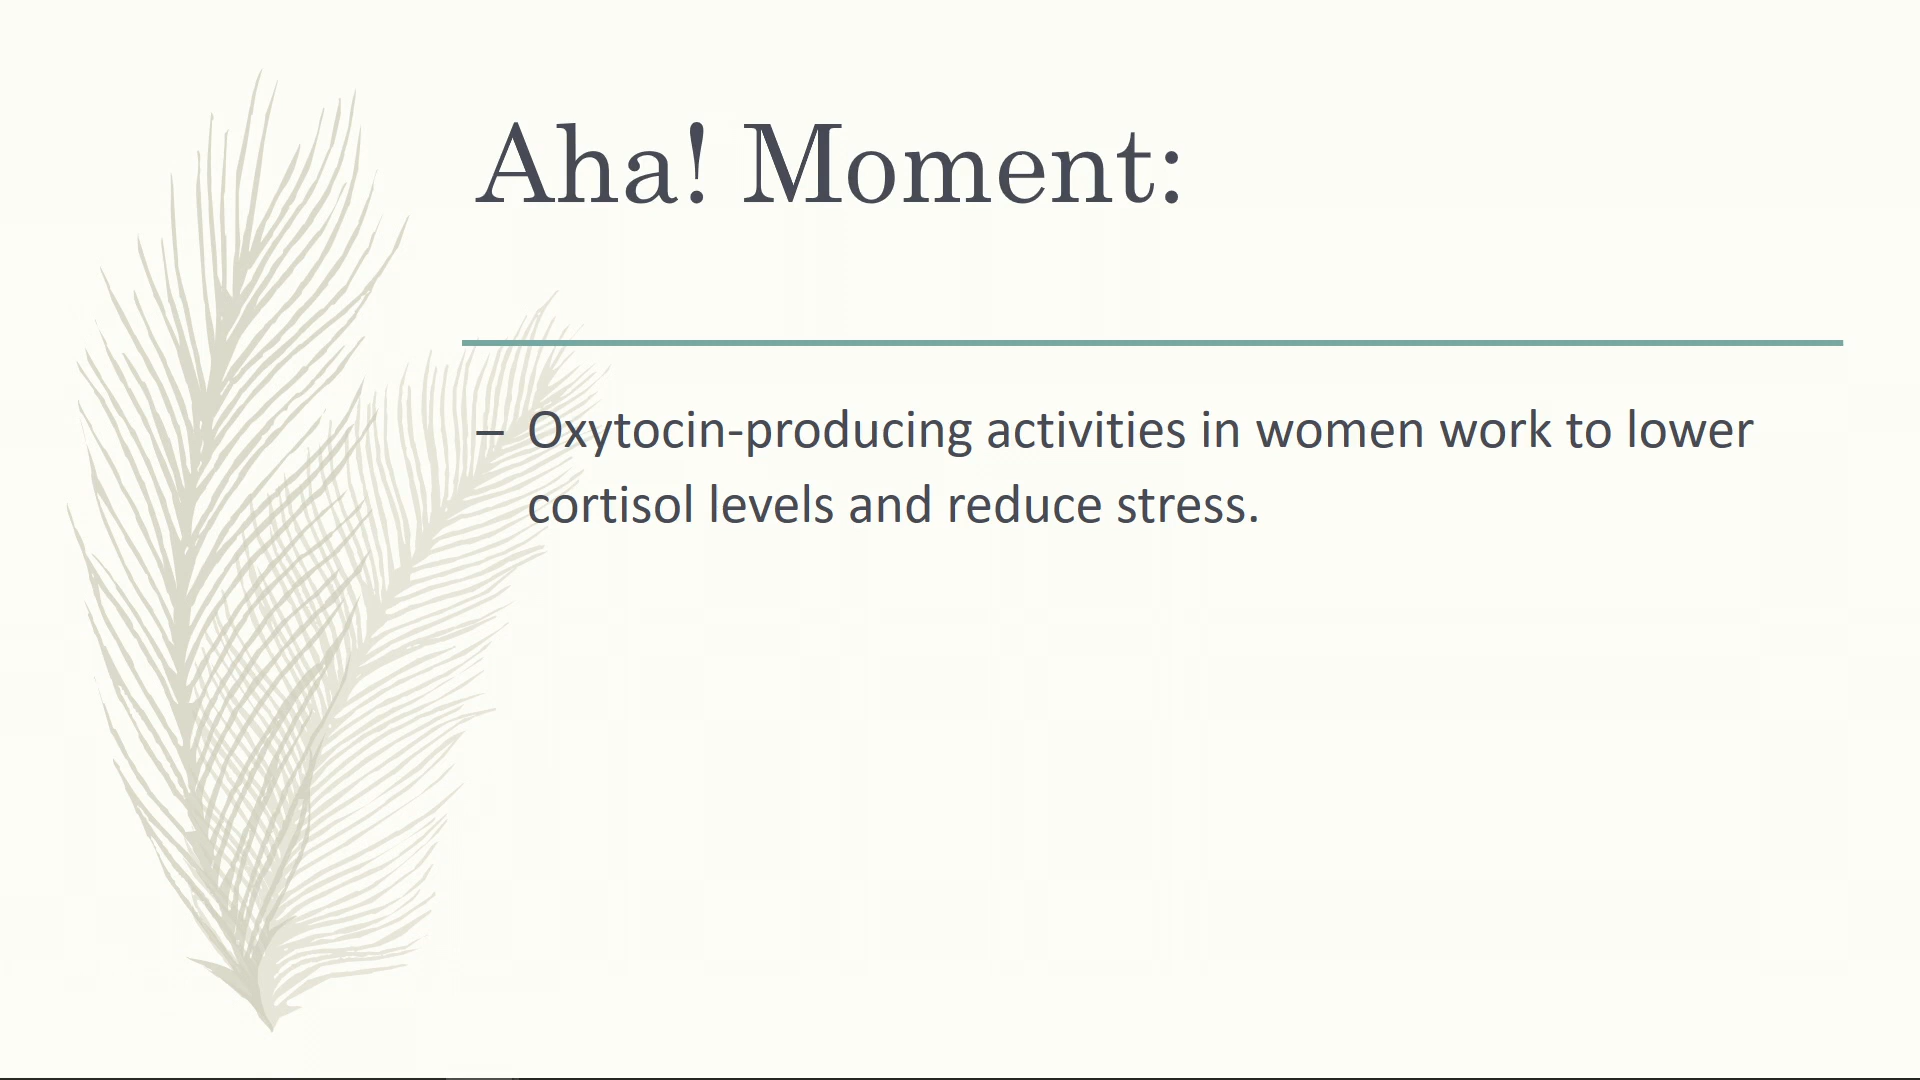 Aha! Moment:
– Oxytocin-producing activities in women work to lower
cortisol levels and reduce stress.